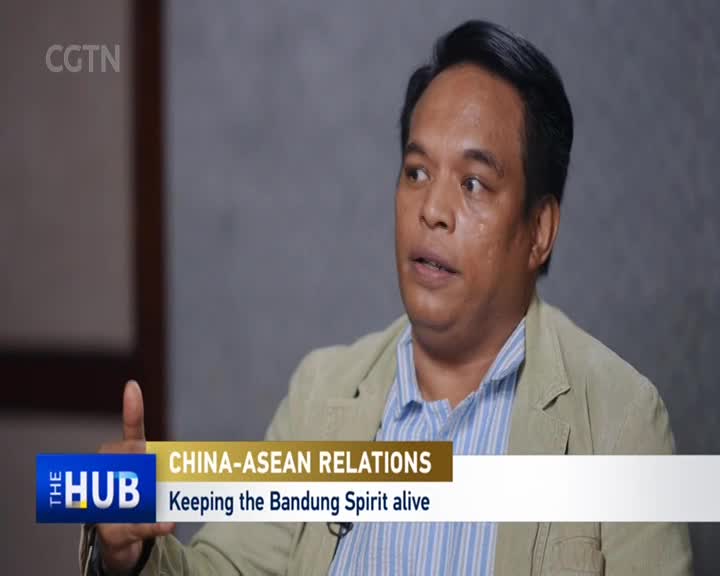 CGTN
THE HUB
CHINA-ASEAN RELATIONS
Keeping the Bandung Spirit alive